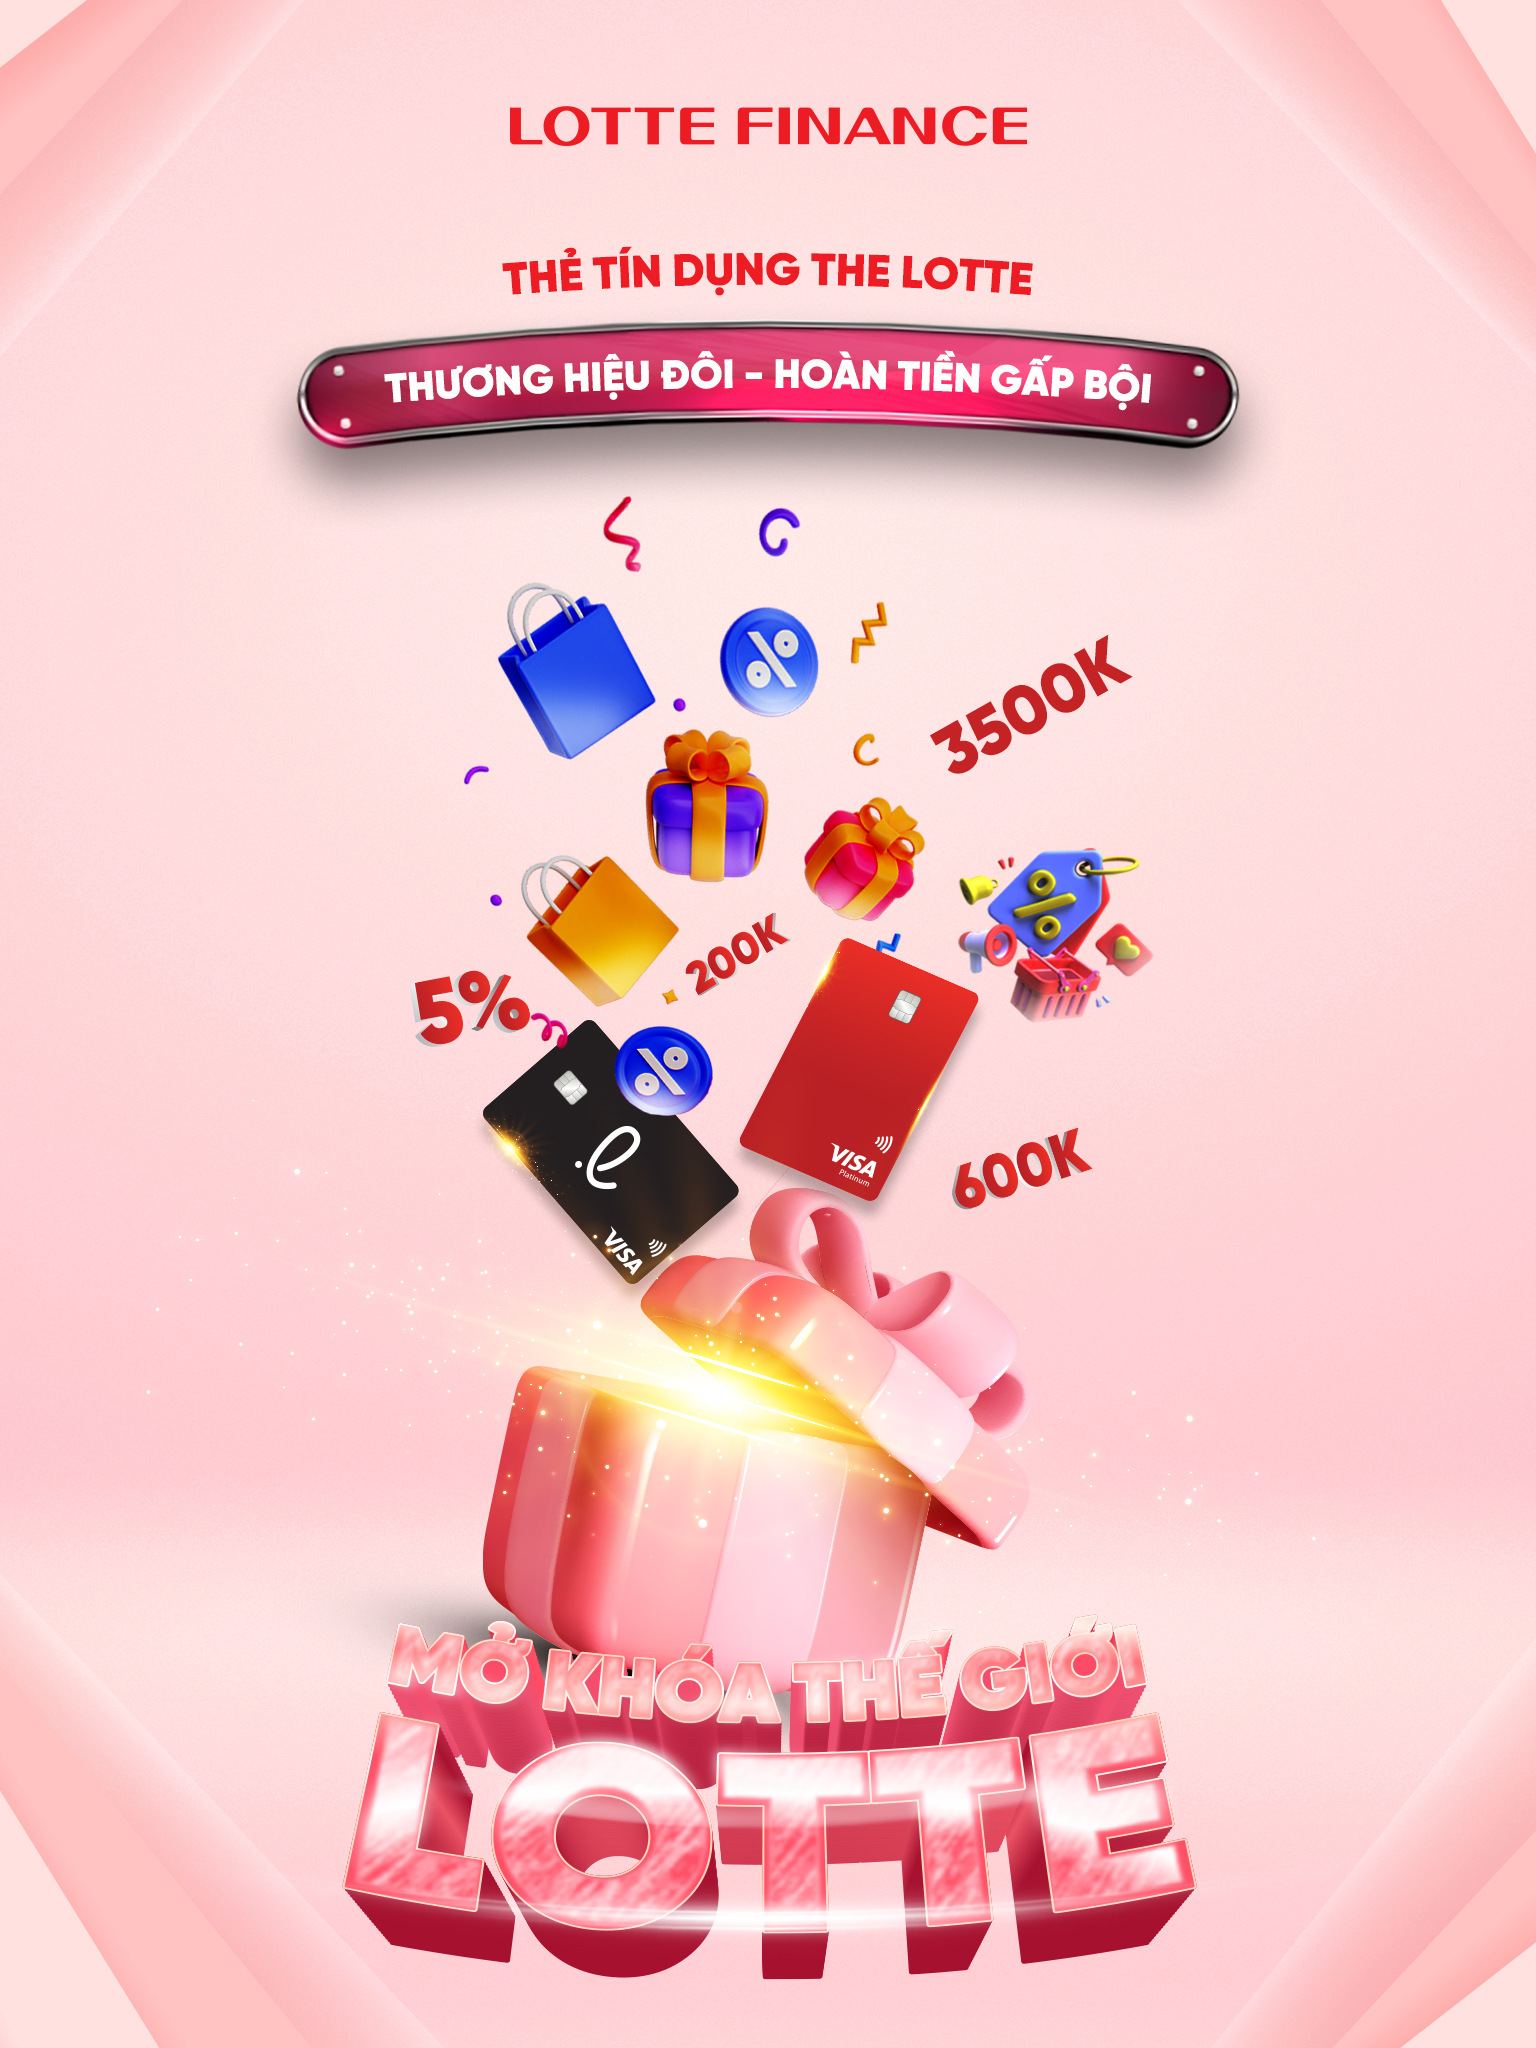 LOTTE FINANCE
THẺ TÍN DỤNG THE LOTTE
THƯƠNG HIỆU ĐÔI - HOÀN TIỀN GẤP BỘI
3500K
200K
5%
600K
VISA
Platinum
VISA
MỞ KHÓA THẾ GIỚI
LOTTE